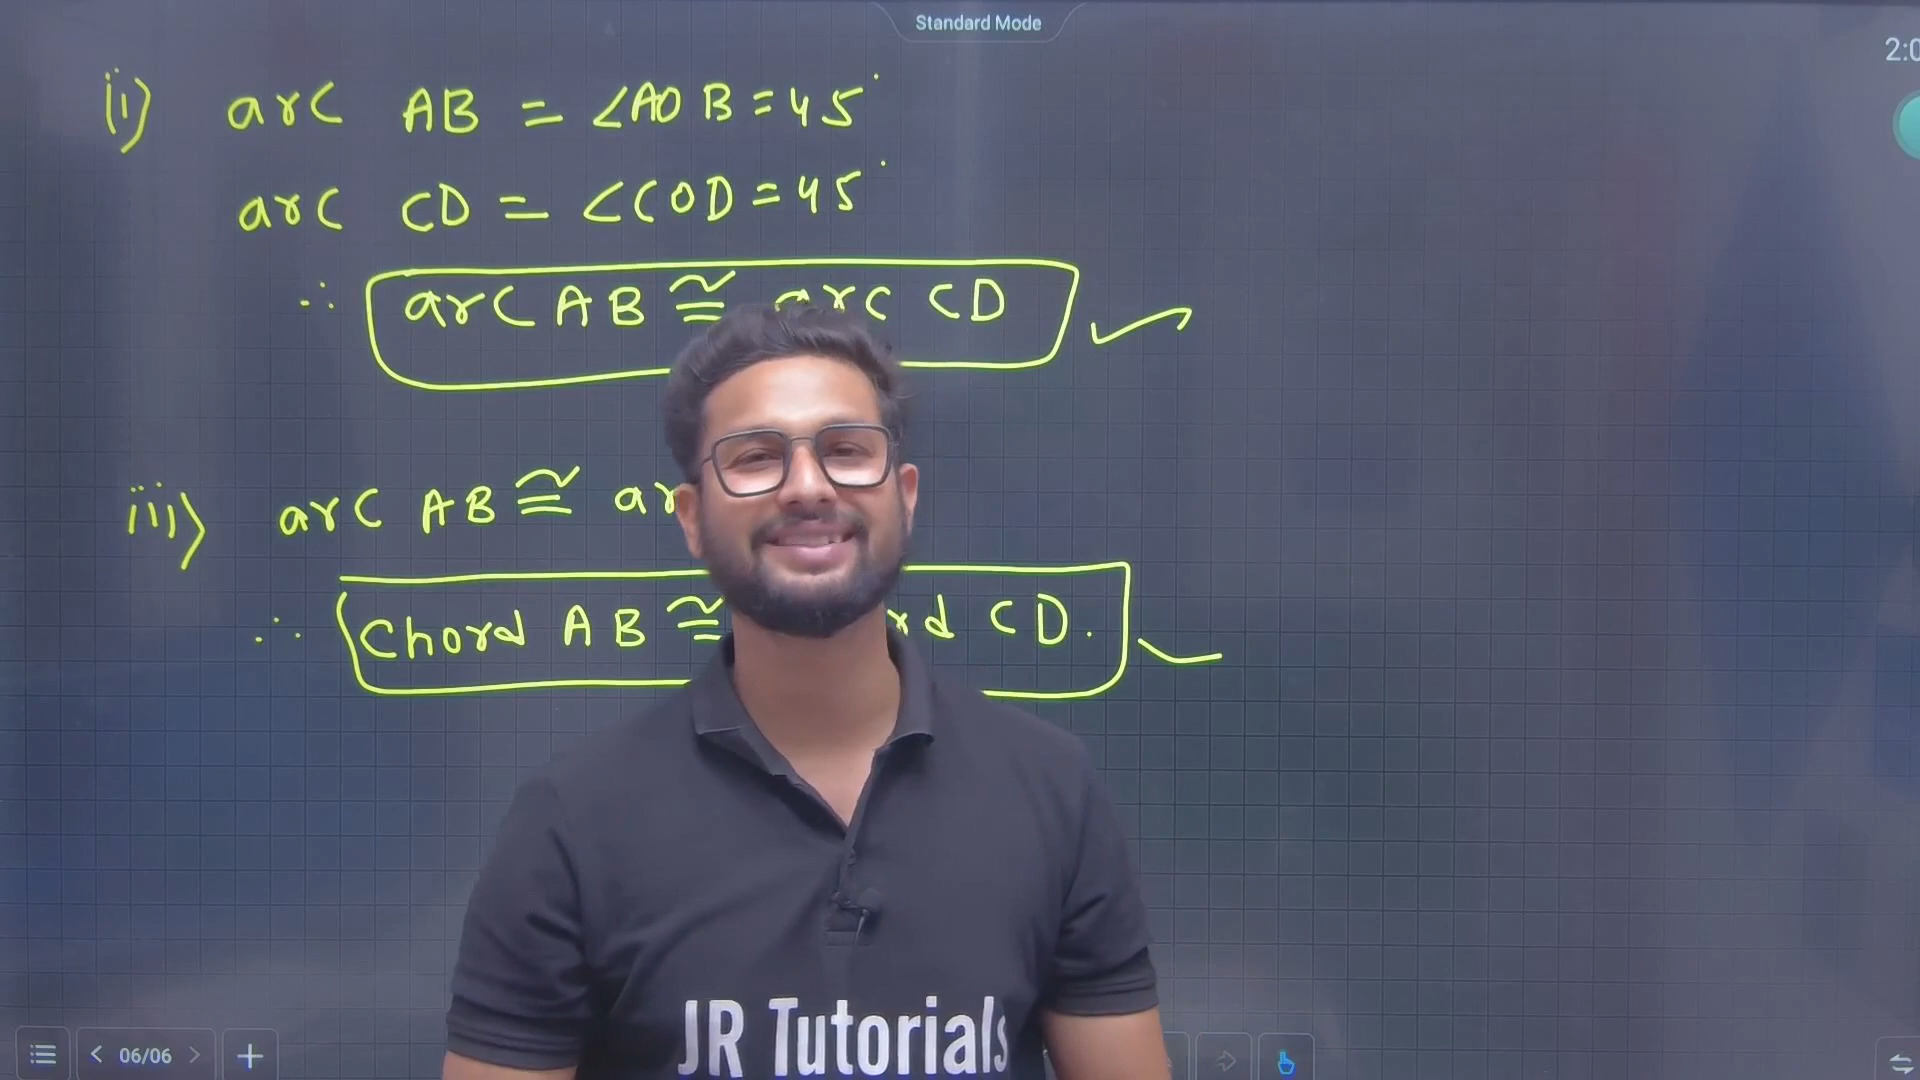 Standard Mode
2:0
ii) arc AB = ∠AOB = 45°
arc CD = ∠COD = 45°
∴ arc AB ≅ arc CD
iii) arc AB ≅
∴ Chord AB ≅ CD.
JR Tutorials
06/06